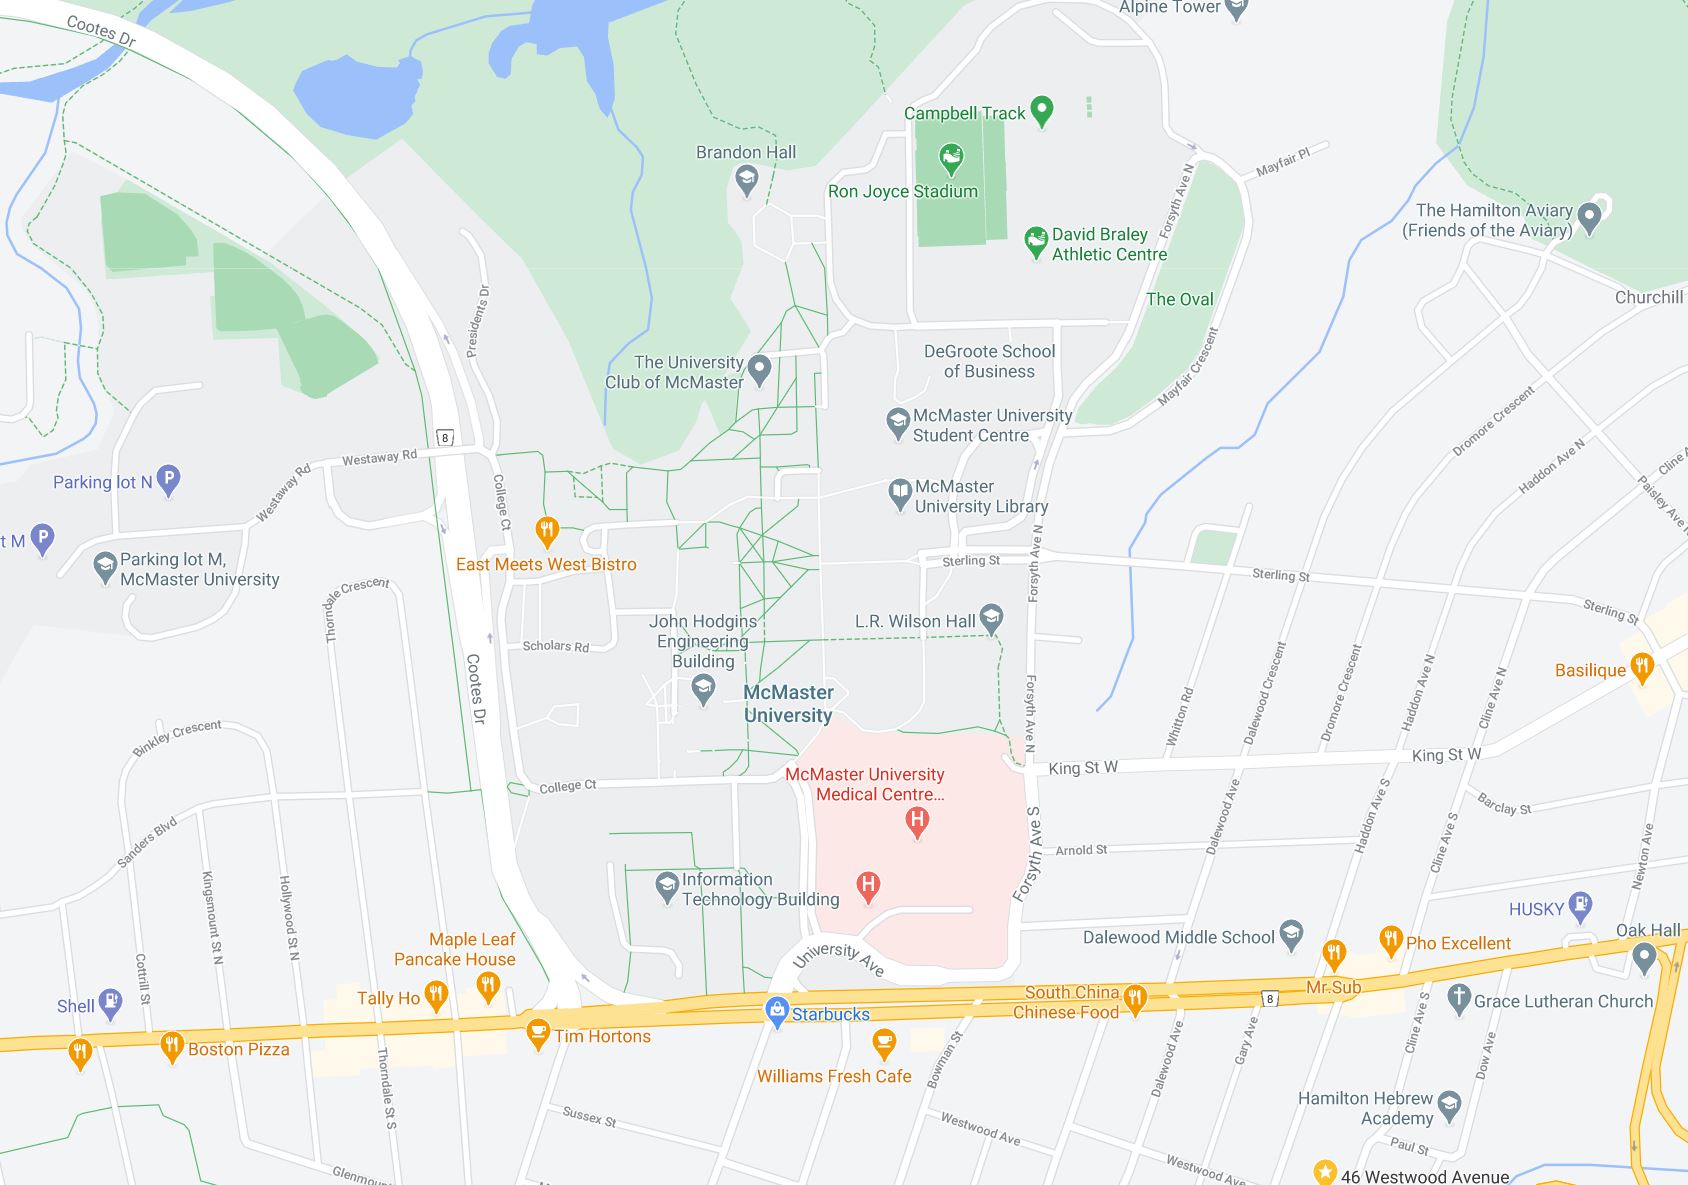 Cootes Dr
Alpine Tower
Campbell Track
Brandon Hall
Ron Joyce Stadium
Mayfair Pl
Forsyth Ave N
The Hamilton Aviary
(Friends of the Aviary)
David Braley
Athletic Centre
The Oval
Churchill
Presidents Dr
The University
Club of McMaster
DeGroote School
of Business
Mayfair Crescent
McMaster University
Student Centre
Dromore Crescent
8
Westaway Rd
Westaway Rd
Haddon Ave N
Cline A
Parking lot N
College Ct
McMaster
University Library
Paisley Ave N
t M
Parking lot M,
McMaster University
East Meets West Bistro
Sterling St
Forsyth Ave N
Sterling St
Sterling St
Thorndale Crescent
John Hodgins
Engineering
Building
L.R. Wilson Hall
Scholars Rd
Basilique
Cootes Dr
McMaster
University
Forsyth Ave N
Whitton Rd
Dalewood Crescent
Dromore Crescent
Haddon Ave N
Cline Ave N
Binkley Crescent
King St W
King St W
College Ct
McMaster University
Medical Centre...
H
Barclay St
Sanders Blvd
Forsyth Ave S
Arnold St
Dalewood Ave
Haddon Ave S
Cline Ave S
Newton Ave
H
Information
Technology Building
Kingsmount St N
Hollywood St N
HUSKY
Maple Leaf
Pancake House
Dalewood Middle School
Pho Excellent
Oak Hall
University Ave
Cottrill St
Tally Ho
Shell
South China
Chinese Food
8
Mr.Sub
Grace Lutheran Church
Starbucks
Tim Hortons
Boston Pizza
Williams Fresh Cafe
Bowman St
Dalewood Ave
Gary Ave
Cline Ave S
Dow Ave
Thorndale St S
Sussex St
Westwood Ave
Hamilton Hebrew
Academy
Paul St
Glenmou
Westwood Ave
46 Westwood Avenue